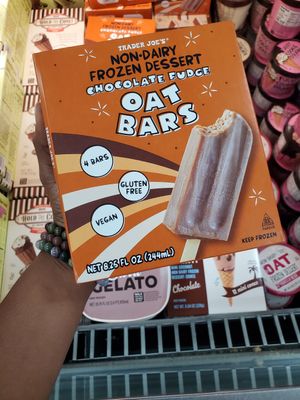 TRADER JOE'S
NON-DAIRY
FROZEN DESSERT
CHOCOLATE FUDGE
OAT
BARS
4 BARS
GLUTEN
FREE
VEGAN
NET 8.25 FL OZ (244mL)
KEEP FROZEN
GELATO
Chocolate
OAT